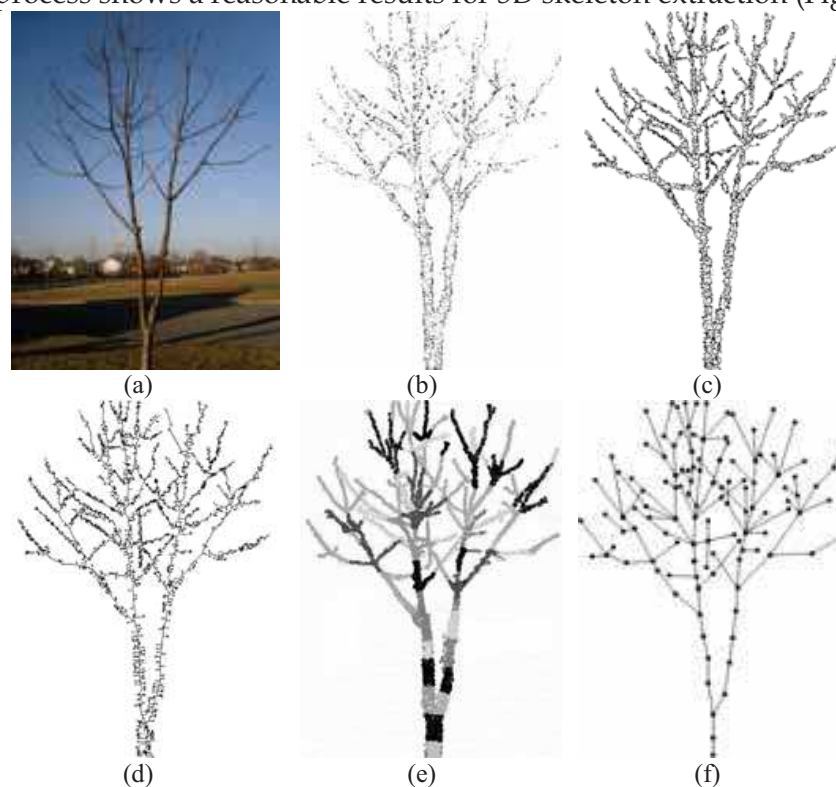 process shows a reasonable results for 3D skeleton extraction (Fig
(a)
(b)
(c)
(d)
(e)
(f)